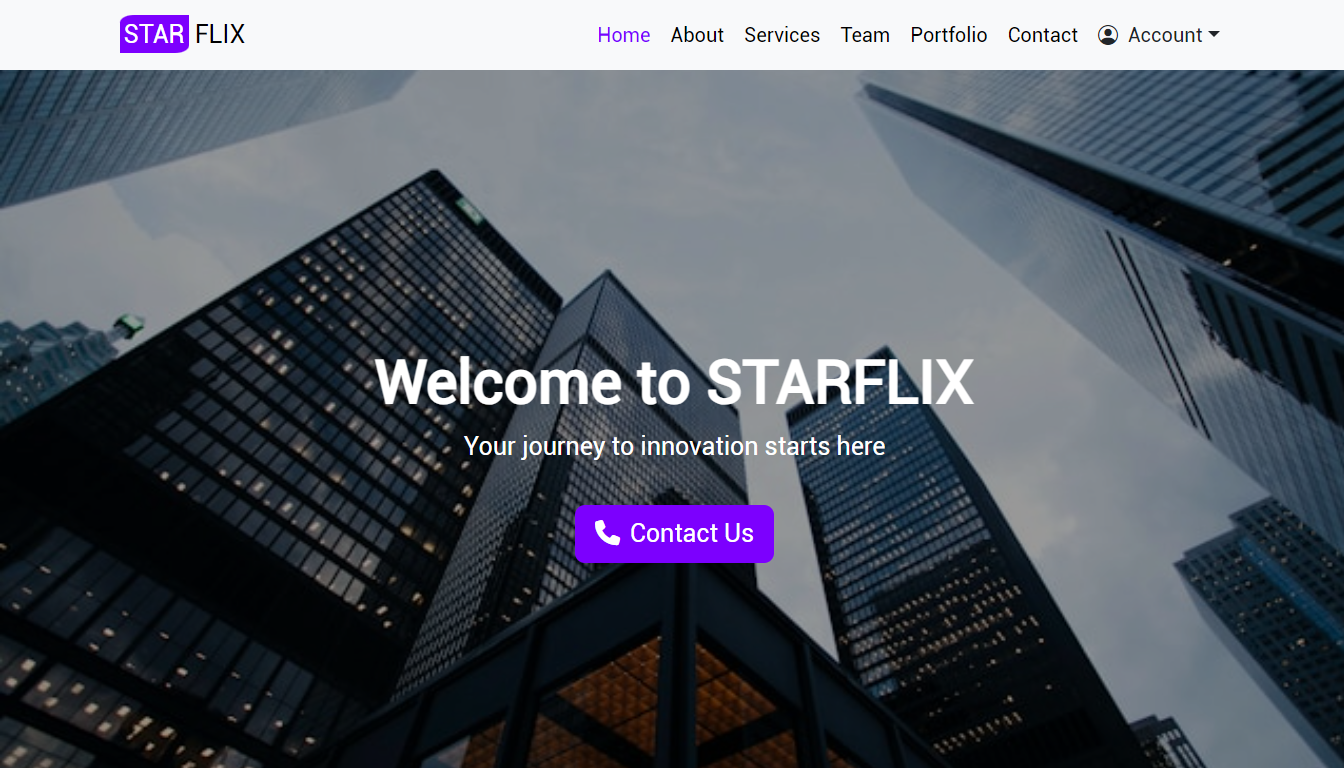 STAR FLIX Home About Services Team Portfolio Contact Account
Welcome to STARFLIX
Your journey to innovation starts here
Contact Us